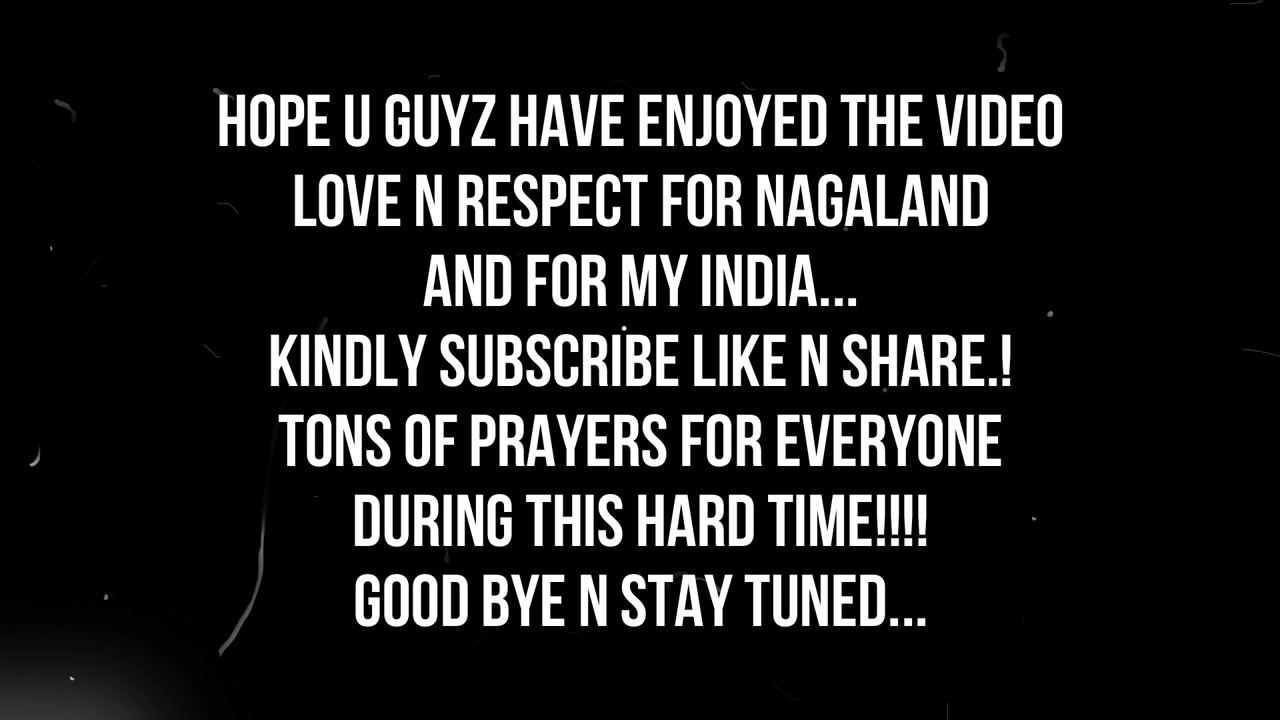 HOPE U GUYZ HAVE ENJOYED THE VIDEO
LOVE N RESPECT FOR NAGALAND
AND FOR MY INDIA...
KINDLY SUBSCRIBE LIKE N SHARE.!
TONS OF PRAYERS FOR EVERYONE
DURING THIS HARD TIME!!!!
GOOD BYE N STAY TUNED...